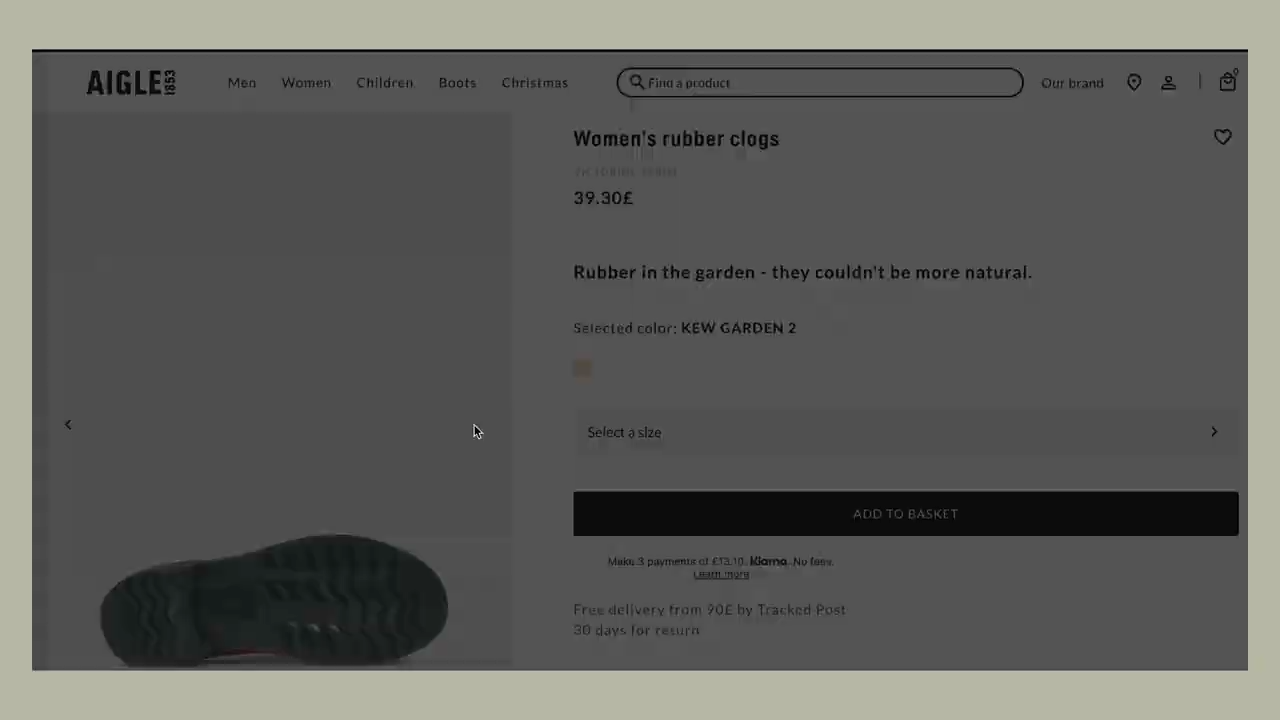 AIGLE 1853
Men Women Children Boots Christmas
Find a product
Our brand
0
Women's rubber clogs
39.30£
Rubber in the garden - they couldn't be more natural.
Selected color: KEW GARDEN 2
Select a size
ADD TO BASKET
Make 3 payments of £13.10. Klarna. No fees.
Learn more
Free delivery from 90£ by Tracked Post
30 days for return